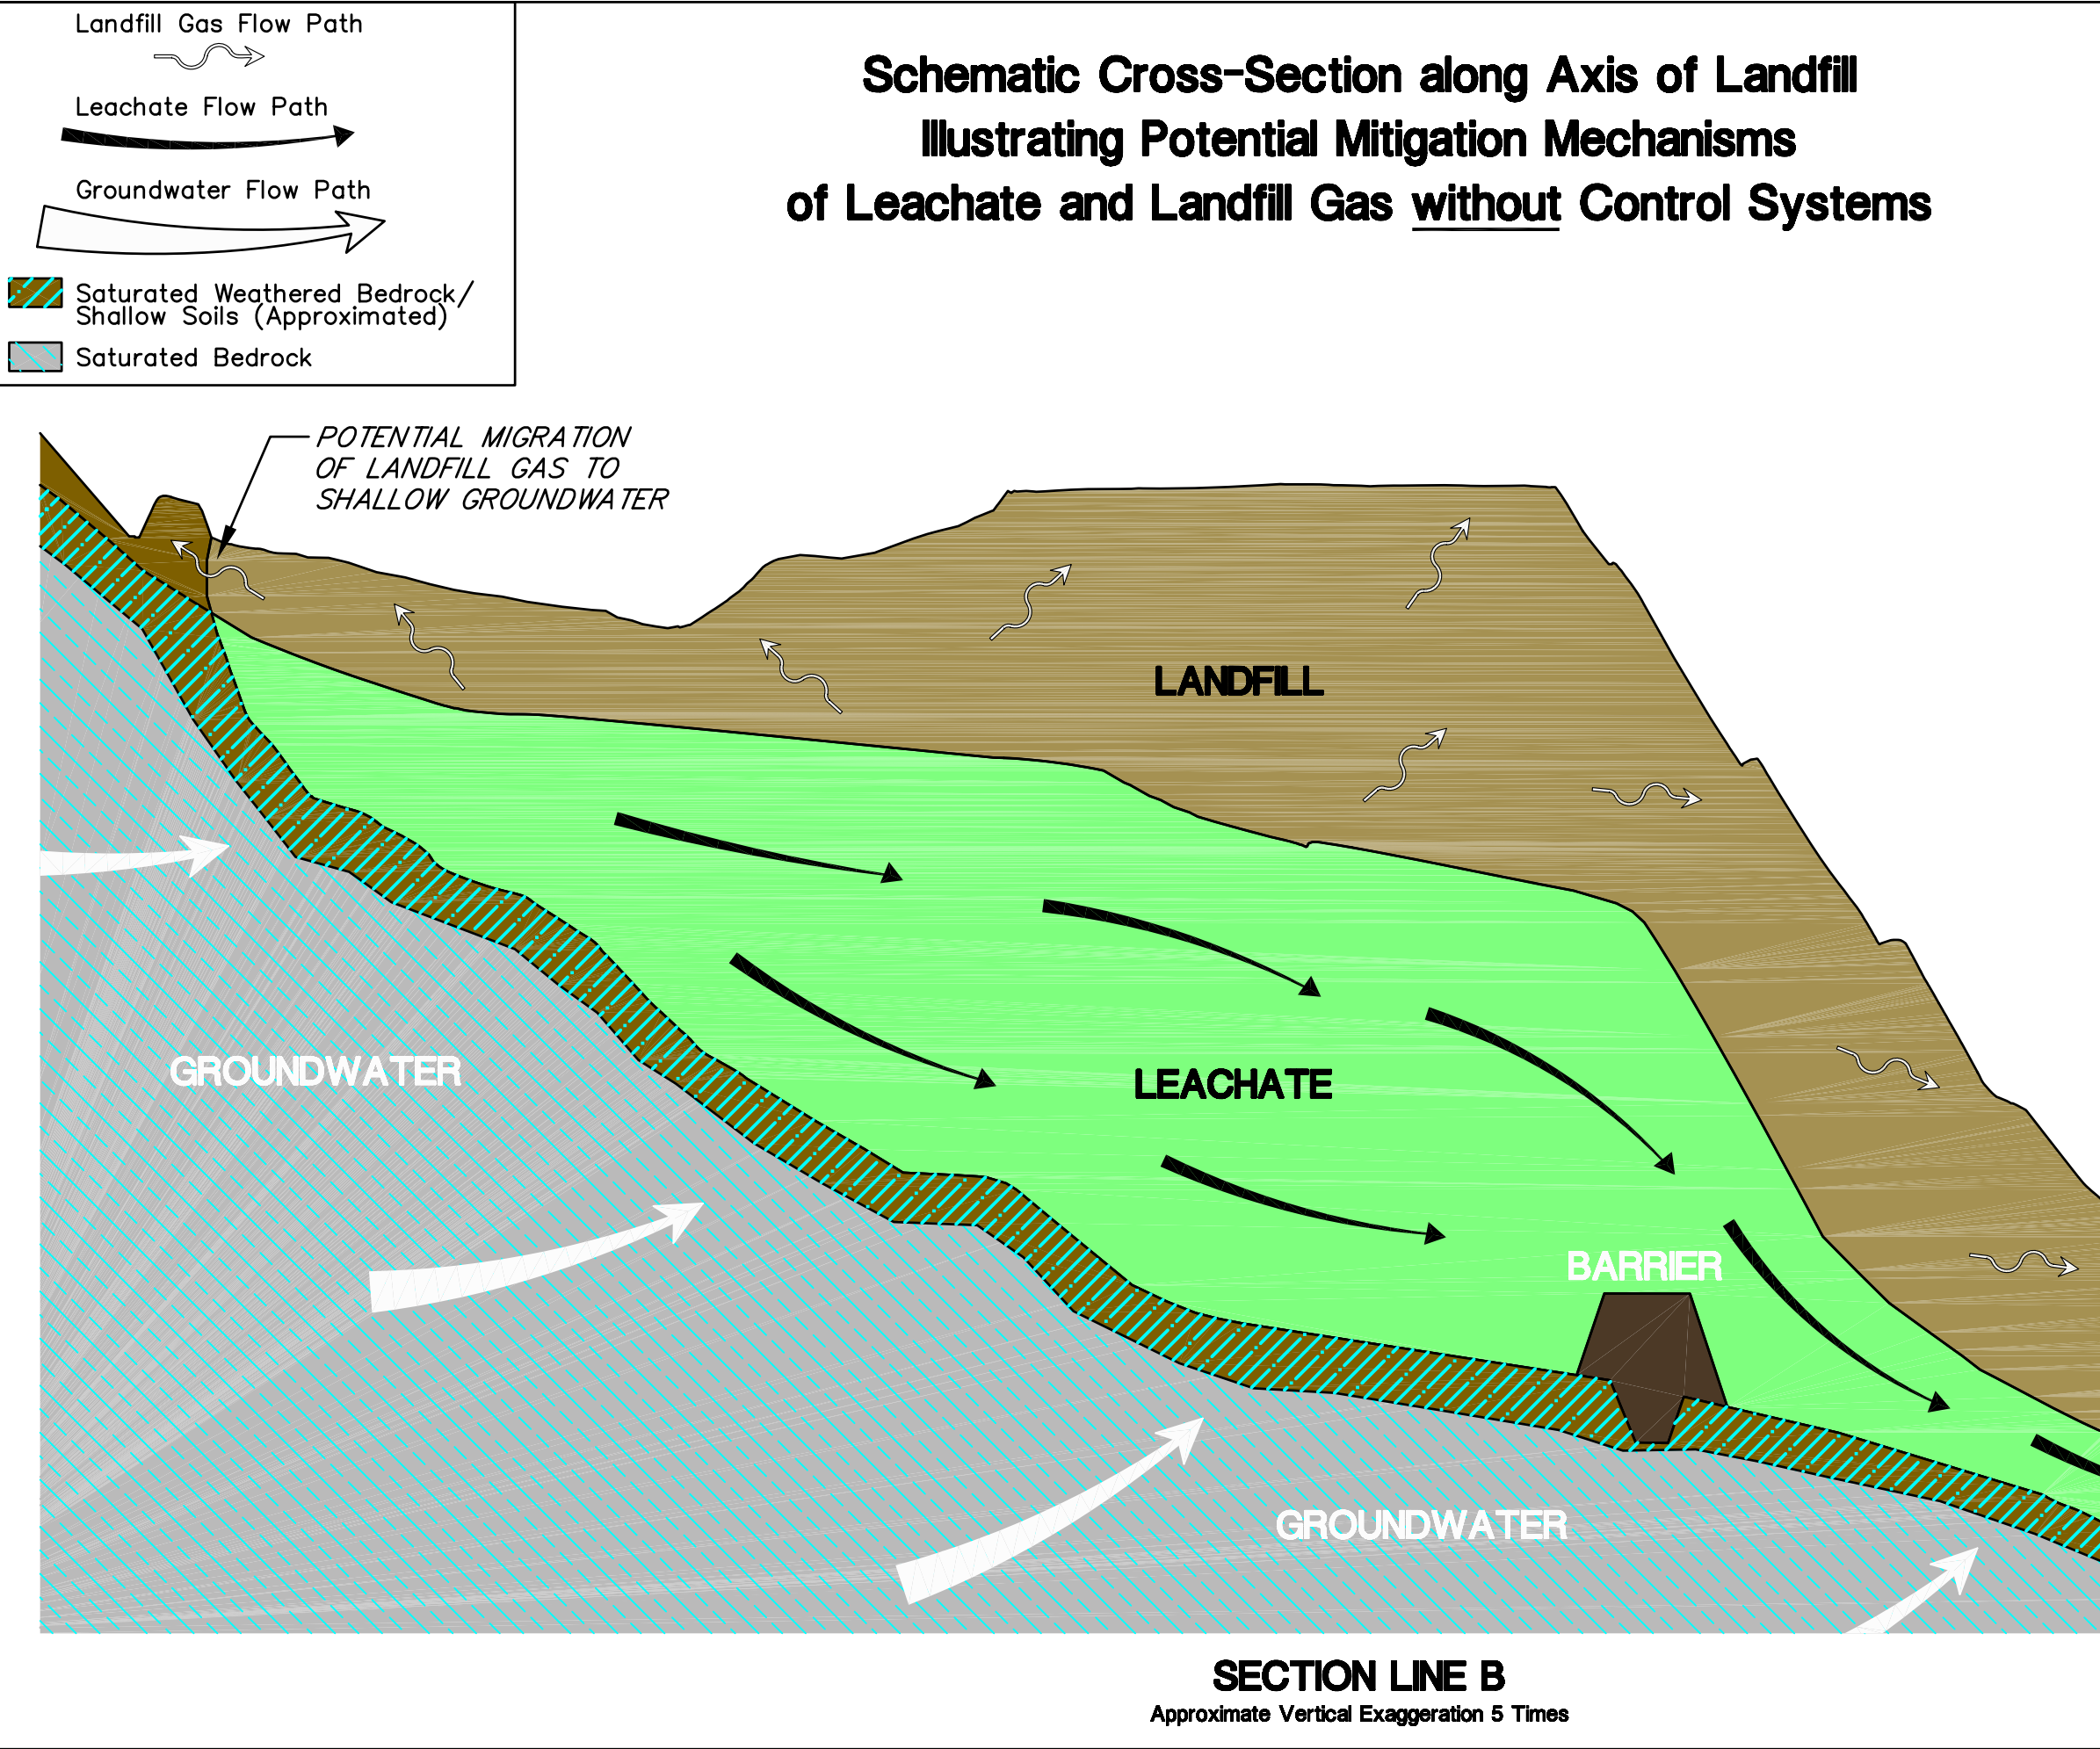 Landfill Gas Flow Path
Leachate Flow Path
Groundwater Flow Path
Saturated Weathered Bedrock/
Shallow Soils (Approximated)
Saturated Bedrock
Schematic Cross-Section along Axis of Landfill
Illustrating Potential Mitigation Mechanisms
of Leachate and Landfill Gas without Control Systems
POTENTIAL MIGRATION
OF LANDFILL GAS TO
SHALLOW GROUNDWATER
LANDFILL
GROUNDWATER
LEACHATE
BARRIER
GROUNDWATER
SECTION LINE B
Approximate Vertical Exaggeration 5 Times